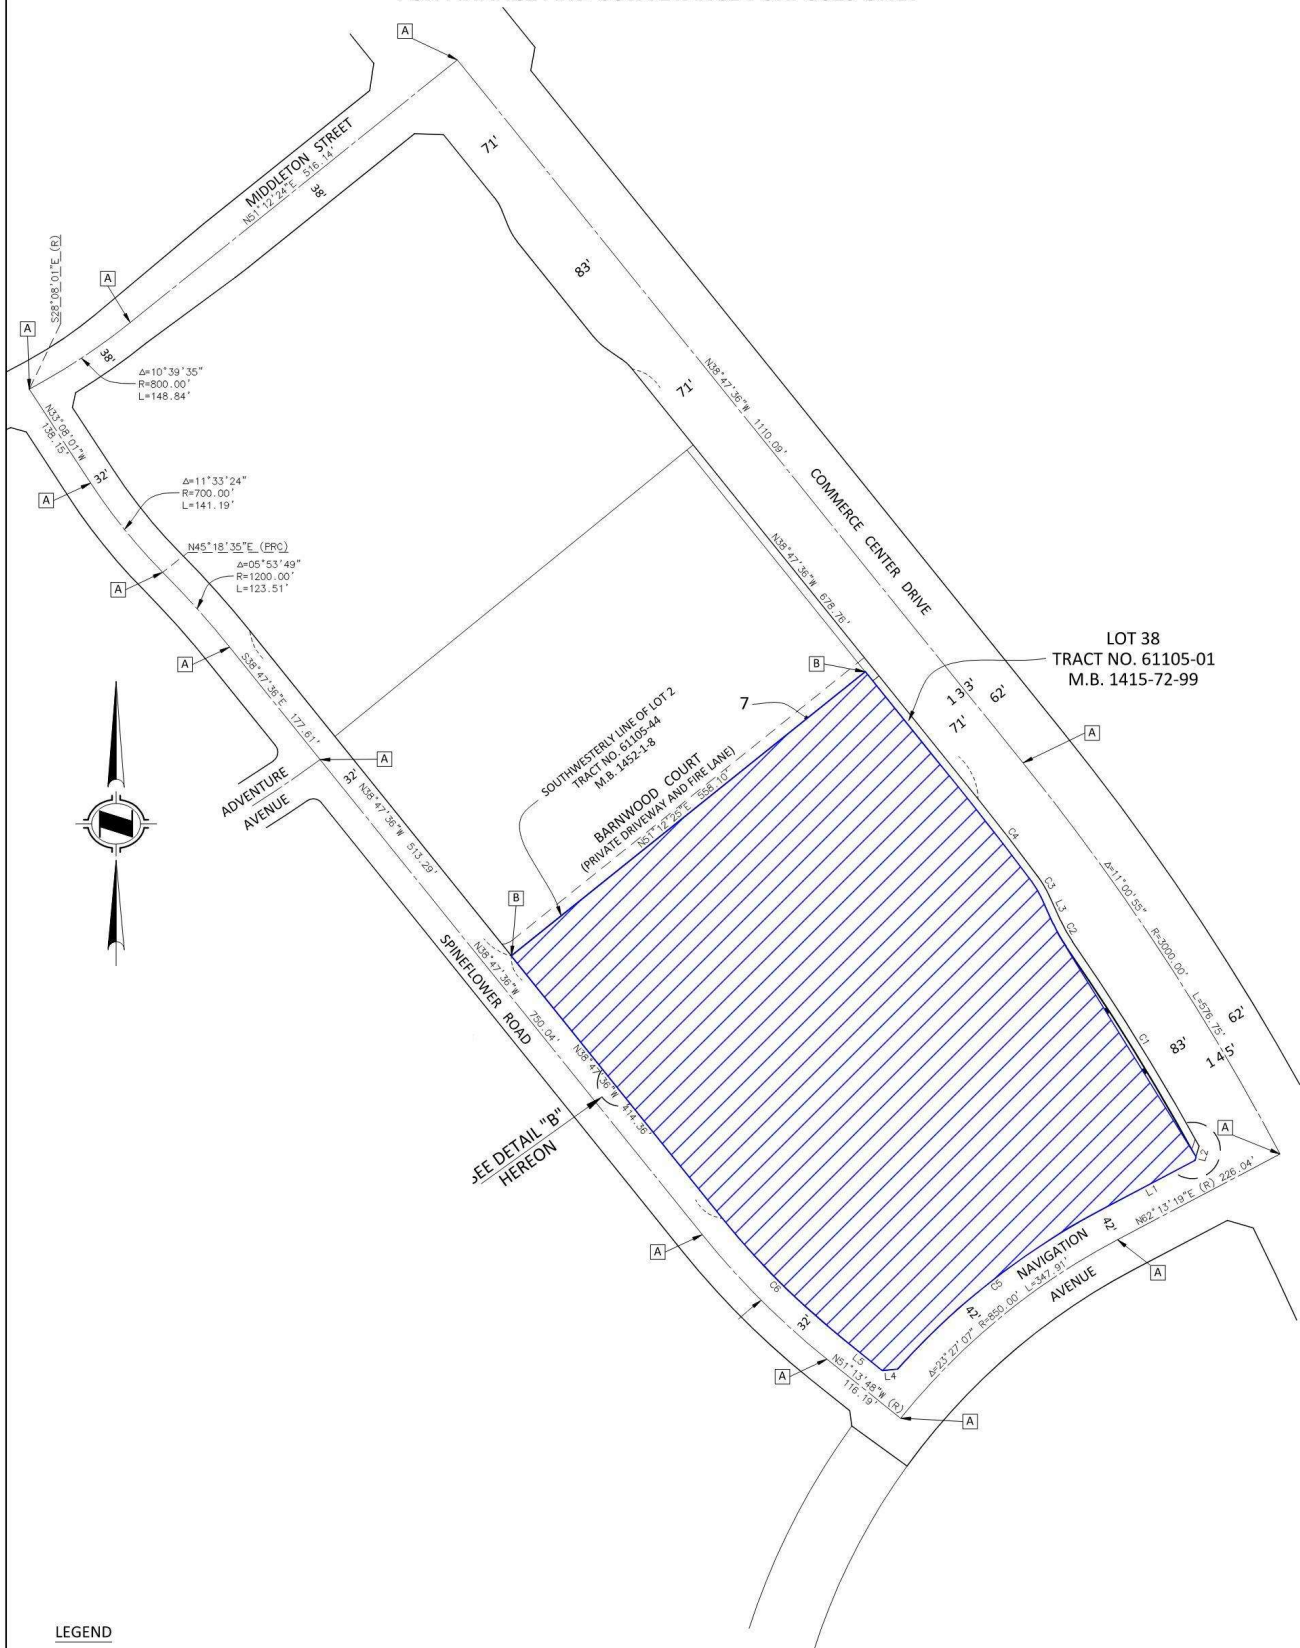 A
71'
MIDDLETON STREET
N51°12'24"E 516.14'
38'
S28°08'01"E (R)
83'
A
A
38'
Δ=10°39'35"
R=800.00'
L=148.84'
71'
N38°47'36"W 1110.09'
N33°08'01"W
138.15'
32'
A
Δ=11°33'24"
R=700.00'
L=141.19'
COMMERCE CENTER DRIVE
N45°18'35"E (PRC)
Δ=05°53'49"
R=1200.00'
L=123.51'
A
N38°47'36"W 678.76'
LOT 38
TRACT NO. 61105-01
M.B. 1415-72-99
A
S38°47'36"E 177.61'
B
133'
62'
71'
7
SOUTHWESTERLY LINE OF LOT 2
TRACT NO. 61105-44
M.B. 1452-1-8
A
A
BARNWOOD COURT
(PRIVATE DRIVEWAY AND FIRE LANE)
N51°12'25"E 558.10'
ADVENTURE
AVENUE
32'
N38°47'36"W 513.29'
C4
B
C3
L3
C2
Δ=11°00'55" R=3000.00' L=576.75'
SPINEFLOWER ROAD
N38°47'36"W 750.04'
N38°47'36"W 414.36'
C1
83'
62'
145'
SEE DETAIL "B"
HEREON
A
L2
L1
N62°13'19"E (R) 226.04'
42'
A
A
NAVIGATION
AVENUE
C5
C6
42'
Δ=23°27'07" R=850.00' L=347.91'
32'
L5
L4
N51°13'48"W (R)
116.19'
A
A
LEGEND